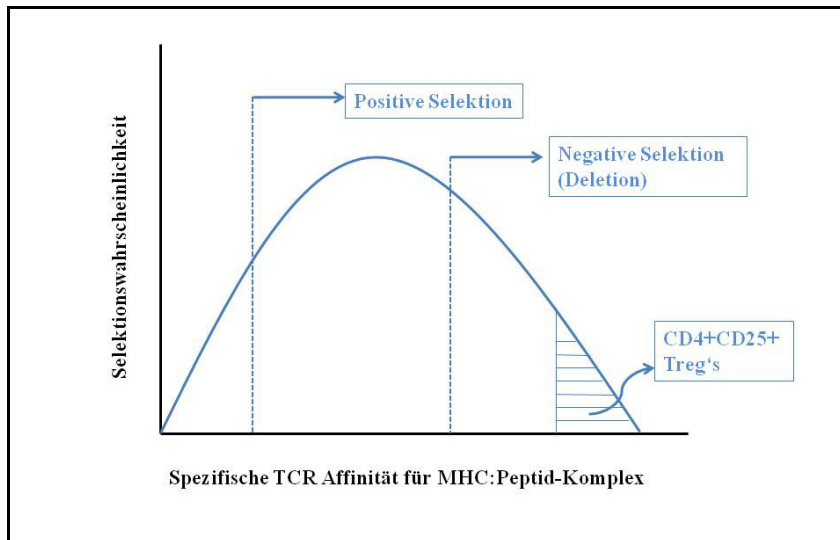 Positive Selektion
Negative Selektion
(Deletion)
CD4+CD25+
Treg‘s
Selektionswahrscheinlichkeit
Spezifische TCR Affinität für MHC:Peptid-Komplex